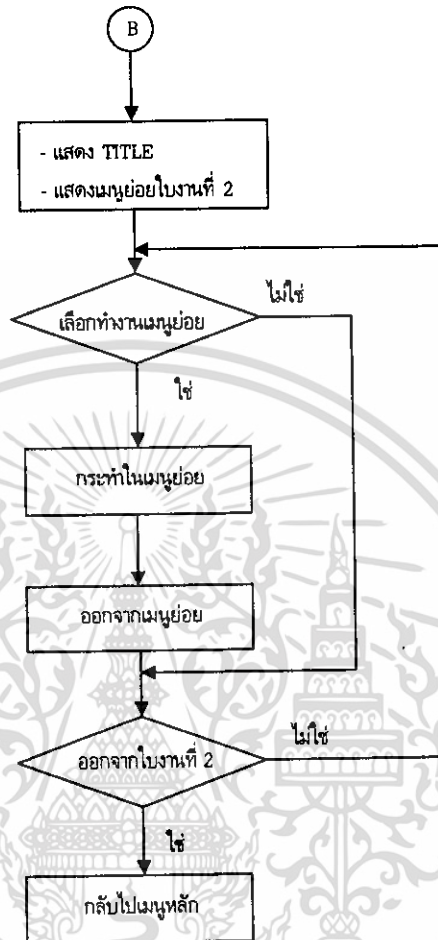 B
- แสดง TITLE
- แสดงเมนูย่อยใบงานที่ 2
เลือกทำงานเมนูย่อย
ไม่ใช่
ใช่
กระทำในเมนูย่อย
ออกจากเมนูย่อย
ออกจากใบงานที่ 2
ไม่ใช่
ใช่
กลับไปเมนูหลัก